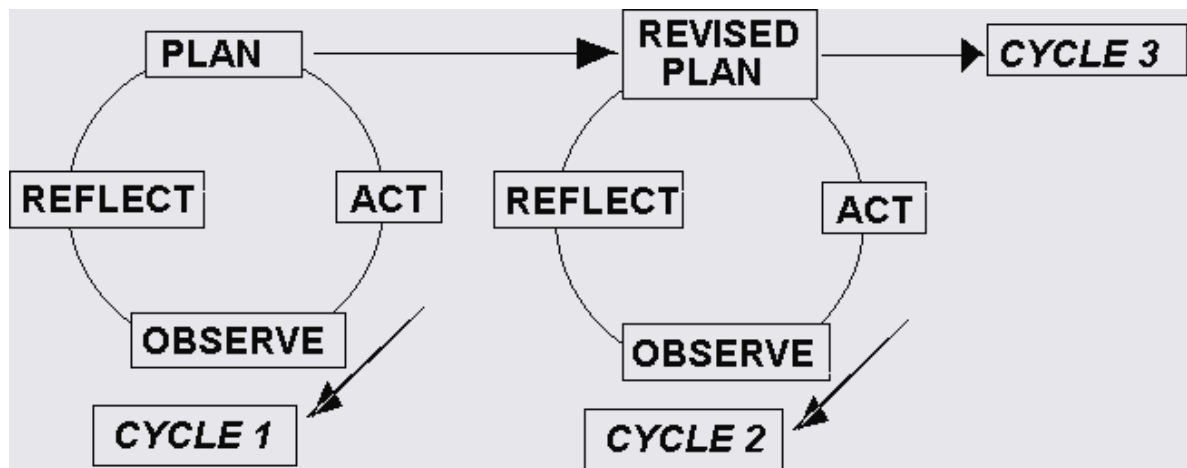 PLAN
REVISED
PLAN
CYCLE 3
REFLECT
ACT
REFLECT
ACT
OBSERVE
OBSERVE
CYCLE 1
CYCLE 2